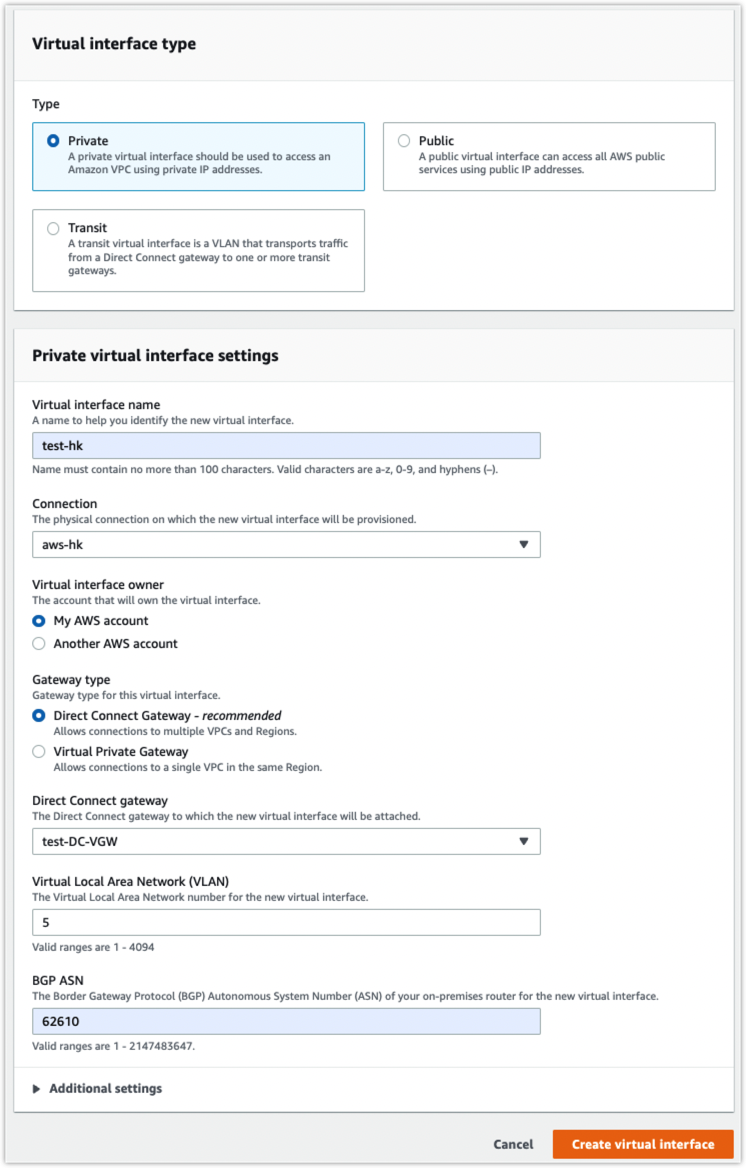 Virtual interface type
Type
Private
A private virtual interface should be used to access an
Amazon VPC using private IP addresses.
Public
A public virtual interface can access all AWS public
services using public IP addresses.
Transit
A transit virtual interface is a VLAN that transports traffic
from a Direct Connect gateway to one or more transit
gateways.
Private virtual interface settings
Virtual interface name
A name to help you identify the new virtual interface.
test-hk
Name must contain no more than 100 characters. Valid characters are a-z, 0-9, and hyphens (–).
Connection
The physical connection on which the new virtual interface will be provisioned.
aws-hk
Virtual interface owner
The account that will own the virtual interface.
My AWS account
Another AWS account
Gateway type
Gateway type for this virtual interface.
Direct Connect Gateway - recommended
Allows connections to multiple VPCs and Regions.
Virtual Private Gateway
Allows connections to a single VPC in the same Region.
Direct Connect gateway
The Direct Connect gateway to which the new virtual interface will be attached.
test-DC-VGW
Virtual Local Area Network (VLAN)
The Virtual Local Area Network number for the new virtual interface.
5
Valid ranges are 1 - 4094
BGP ASN
The Border Gateway Protocol (BGP) Autonomous System Number (ASN) of your on-premises router for the new virtual interface.
62610
Valid ranges are 1 - 2147483647.
Additional settings
Cancel
Create virtual interface